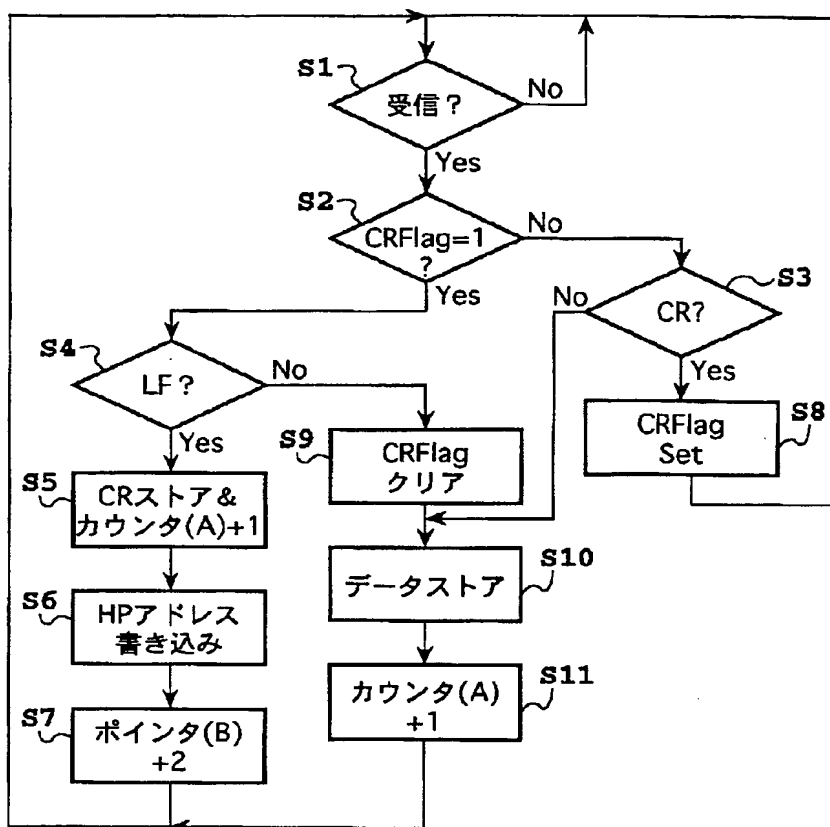 S1
受信？
No
Yes
S2
CRFlag=1
?
No
Yes
S3
CR?
No
Yes
S4
LF？
No
Yes
S8
CRFlag
Set
S9
CRFlag
クリア
S5
CRストア&
カウンタ(A)+1
S10
データストア
S6
HPアドレス
書き込み
S11
カウンタ(A)
+1
S7
ポインタ(B)
+2